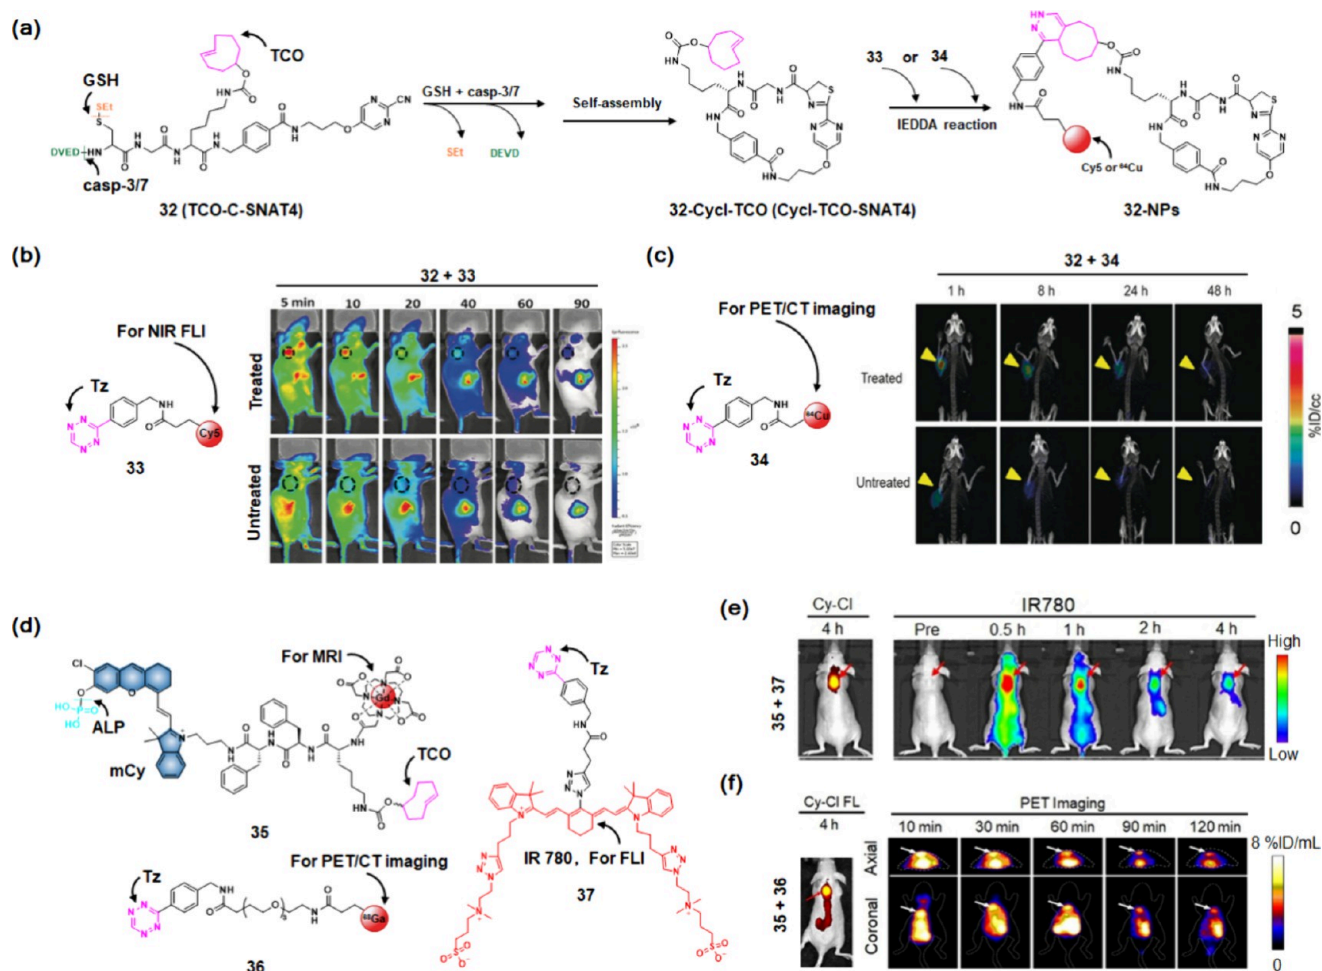 (a)
TCO
GSH
SEt
DVED
casp-3/7
32 (TCO-C-SNAT4)
GSH + casp-3/7
SEt
DEVD
Self-assembly
32-Cycl-TCO (Cycl-TCO-SNAT4)
33 or 34
IEDDA reaction
Cy5 or ⁶⁴Cu
32-NPs
(b)
For NIR FLI
Tz
Cy5
33
32 + 33
5 min 10 20 40 60 90
Treated
Untreated
(c)
For PET/CT imaging
Tz
⁶⁴Cu
34
32 + 34
1 h 8 h 24 h 48 h
Treated
Untreated
5
%ID/cc
0
(d)
ALP
mCy
For MRI
Gd
TCO
35
For PET/CT imaging
Tz
⁶⁸Ga
36
Tz
IR 780, For FLI
37
(e)
Cy-Cl
4 h
IR780
Pre 0.5 h 1 h 2 h 4 h
35 + 37
High
Low
(f)
Cy-Cl FL
4 h
PET Imaging
10 min 30 min 60 min 90 min 120 min
35 + 36
Axial
Coronal
8 %ID/mL
0